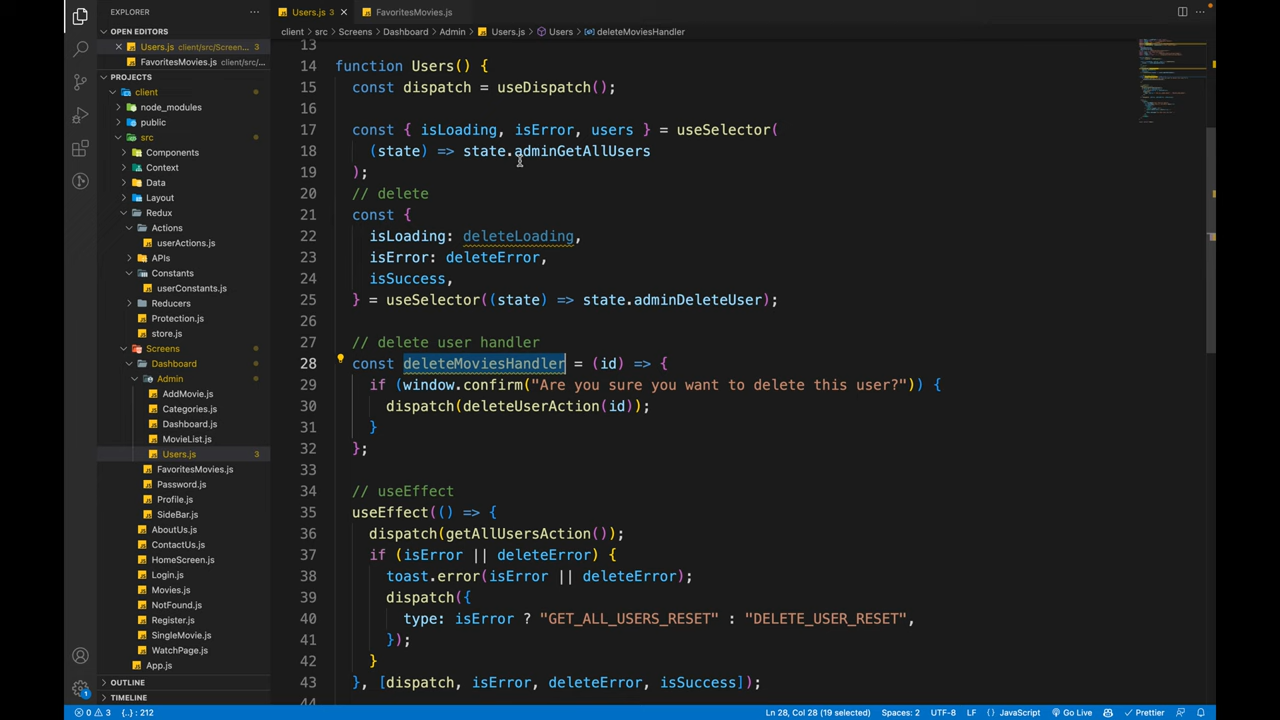 EXPLORER
OPEN EDITORS
Users.js client/src/Screen... 3
FavoritesMovies.js client/src/...
PROJECTS
client
node_modules
public
src
Components
Context
Data
Layout
Redux
Actions
userActions.js
APIs
Constants
userConstants.js
Reducers
Protection.js
store.js
Screens
Dashboard
Admin
AddMovie.js
Categories.js
Dashboard.js
MovieList.js
Users.js 3
FavoritesMovies.js
Password.js
Profile.js
SideBar.js
AboutUs.js
ContactUs.js
HomeScreen.js
Login.js
Movies.js
NotFound.js
Register.js
SingleMovie.js
WatchPage.js
App.js
OUTLINE
TIMELINE
Users.js 3 FavoritesMovies.js
client > src > Screens > Dashboard > Admin > Users.js > Users > deleteMoviesHandler
13
14 function Users() {
15 const dispatch = useDispatch();
16
17 const { isLoading, isError, users } = useSelector(
18 (state) => state.adminGetAllUsers
19 );
20 // delete
21 const {
22 isLoading: deleteLoading,
23 isError: deleteError,
24 isSuccess,
25 } = useSelector((state) => state.adminDeleteUser);
26
27 // delete user handler
28 const deleteMoviesHandler = (id) => {
29 if (window.confirm("Are you sure you want to delete this user?")) {
30 dispatch(deleteUserAction(id));
31 }
32 };
33
34 // useEffect
35 useEffect(() => {
36 dispatch(getAllUsersAction());
37 if (isError || deleteError) {
38 toast.error(isError || deleteError);
39 dispatch({
40 type: isError ? "GET_ALL_USERS_RESET" : "DELETE_USER_RESET",
41 });
42 }
43 }, [dispatch, isError, deleteError, isSuccess]);
1
0 3 {..} : 212 Ln 28, Col 28 (19 selected) Spaces: 2 UTF-8 LF {} JavaScript Go Live Prettier